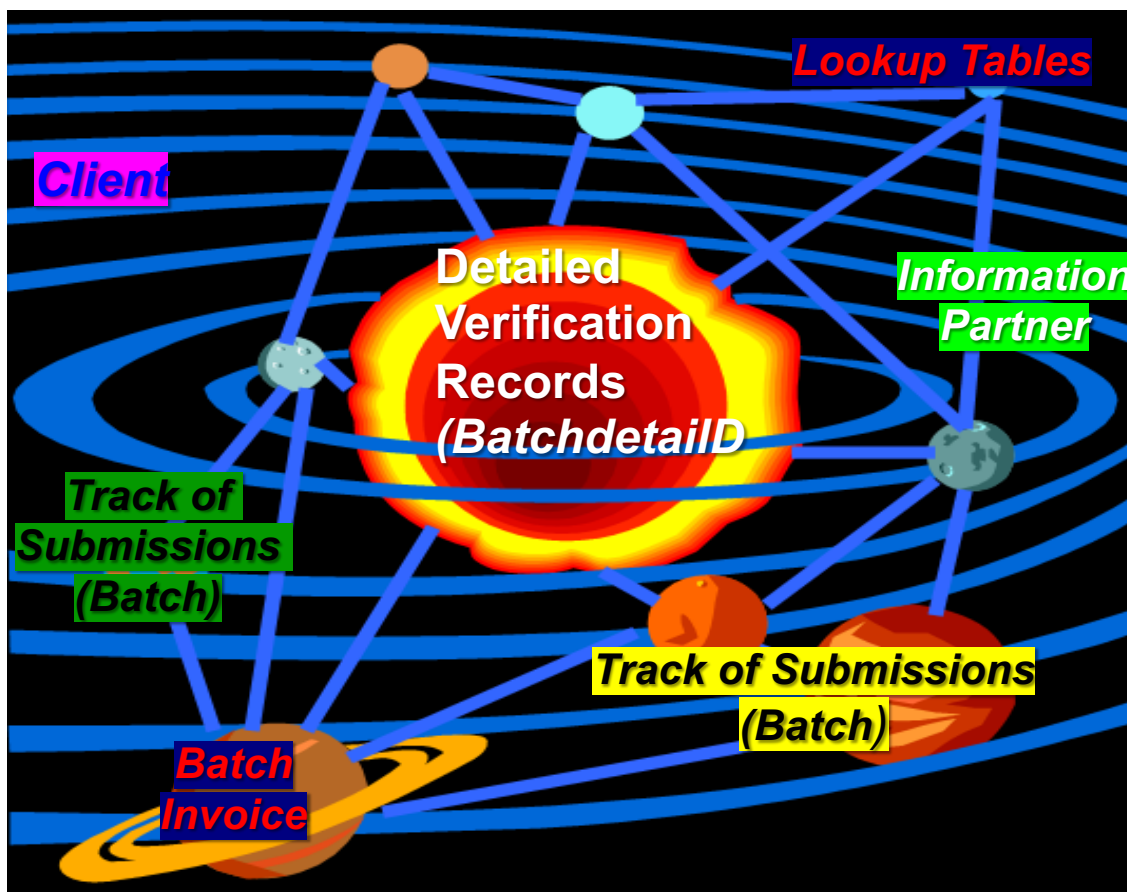 Lookup Tables
Client
Detailed
Verification
Records
(BatchdetailD
Information
Partner
Track of
Submissions
(Batch)
Track of Submissions
(Batch)
Batch
Invoice